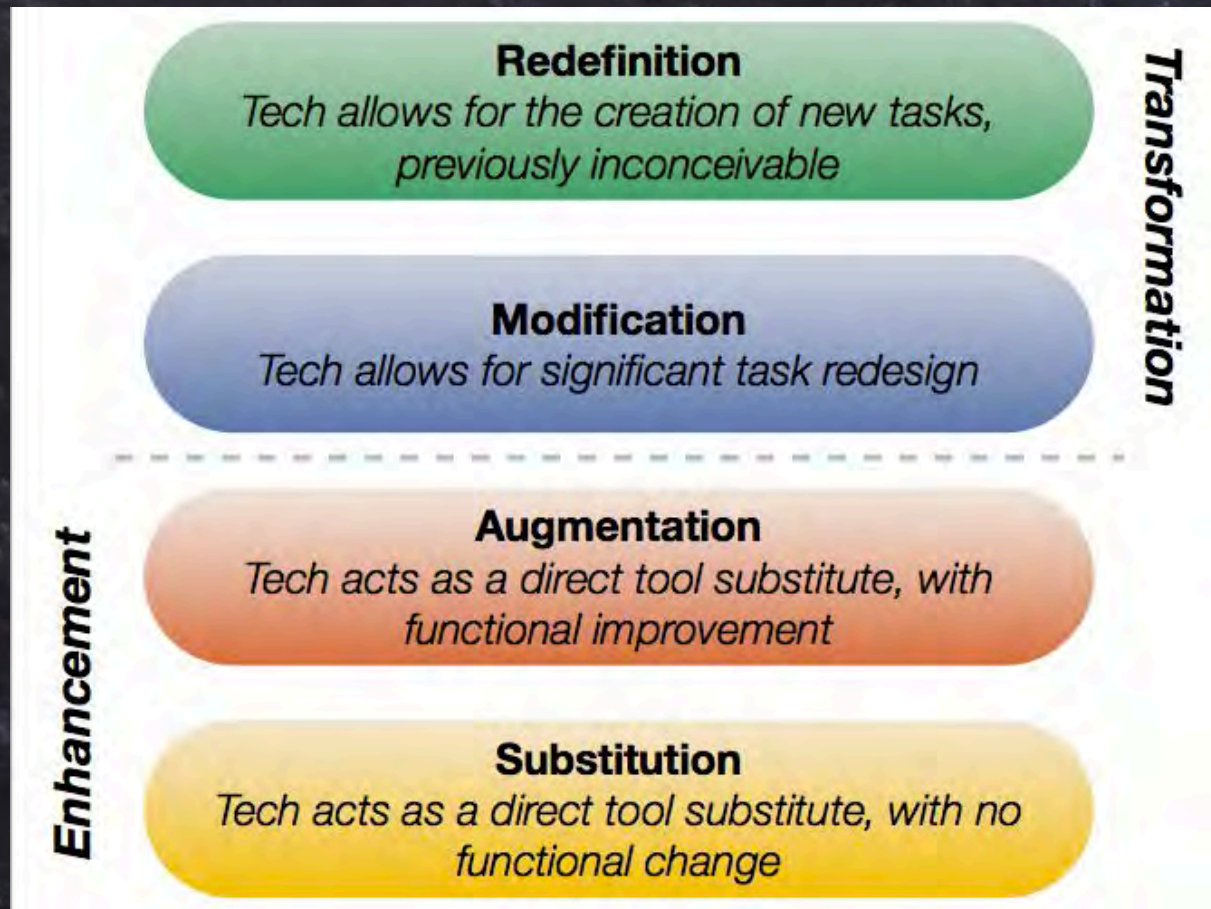 Redefinition
Tech allows for the creation of new tasks,
previously inconceivable
Transformation
Modification
Tech allows for significant task redesign
Augmentation
Tech acts as a direct tool substitute, with
functional improvement
Enhancement
Substitution
Tech acts as a direct tool substitute, with no
functional change